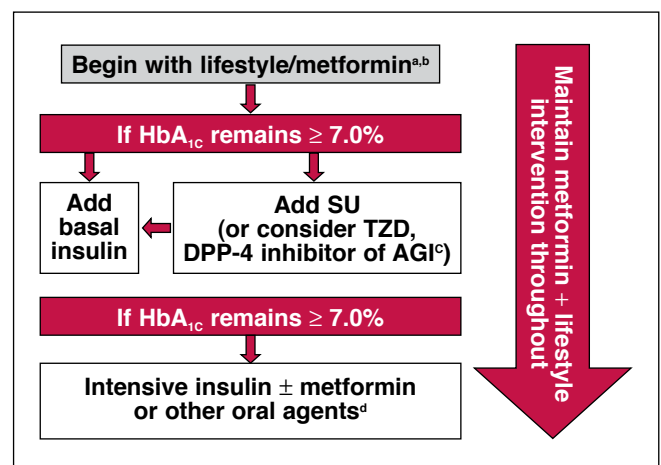 Begin with lifestyle/metforminᵃ,ᵇ
If HbA₁C remains ≥ 7.0%
Add
basal
insulin
Add SU
(or consider TZD,
DPP-4 inhibitor of AGIᶜ)
If HbA₁C remains ≥ 7.0%
Intensive insulin ± metformin
or other oral agentsᵈ
Maintain metformin + lifestyle
intervention throughout